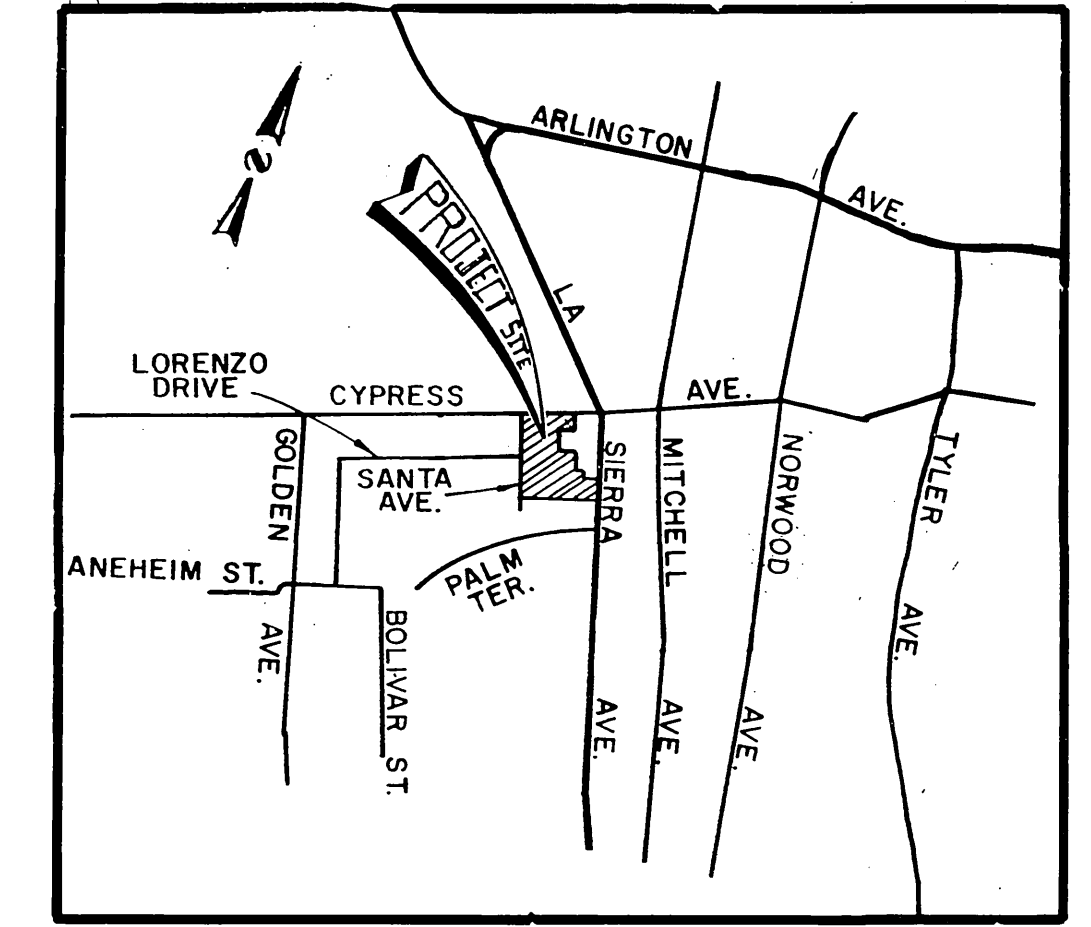 ARLINGTON
AVE.
N
PROJECT SITE
LA
LORENZO
DRIVE
CYPRESS
AVE.
GOLDEN
AVE.
SANTA
AVE.
SIERRA
AVE.
MITCHELL
AVE.
NORWOOD
AVE.
TYLER
AVE.
ANEHEIM ST.
PALM
TER.
BOLIVAR ST.